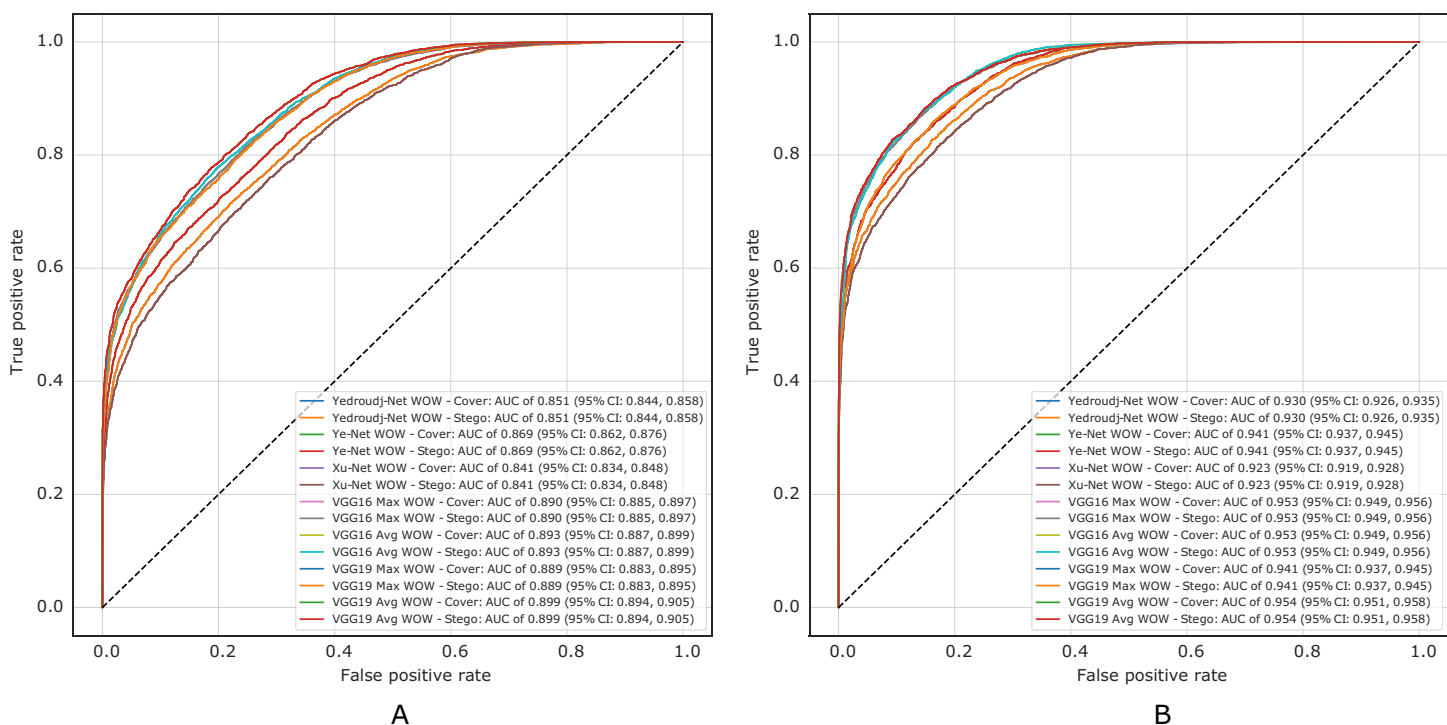 1.0
0.8
0.6
0.4
0.2
0.0
True positive rate
Yedroudj-Net WOW - Cover: AUC of 0.851 (95% CI: 0.844, 0.858)
Yedroudj-Net WOW - Stego: AUC of 0.851 (95% CI: 0.844, 0.858)
Ye-Net WOW - Cover: AUC of 0.869 (95% CI: 0.862, 0.876)
Ye-Net WOW - Stego: AUC of 0.869 (95% CI: 0.862, 0.876)
Xu-Net WOW - Cover: AUC of 0.841 (95% CI: 0.834, 0.848)
Xu-Net WOW - Stego: AUC of 0.841 (95% CI: 0.834, 0.848)
VGG16 Max WOW - Cover: AUC of 0.890 (95% CI: 0.885, 0.897)
VGG16 Max WOW - Stego: AUC of 0.890 (95% CI: 0.885, 0.897)
VGG16 Avg WOW - Cover: AUC of 0.893 (95% CI: 0.887, 0.899)
VGG16 Avg WOW - Stego: AUC of 0.893 (95% CI: 0.887, 0.899)
VGG19 Max WOW - Cover: AUC of 0.889 (95% CI: 0.883, 0.895)
VGG19 Max WOW - Stego: AUC of 0.889 (95% CI: 0.883, 0.895)
VGG19 Avg WOW - Cover: AUC of 0.899 (95% CI: 0.894, 0.905)
VGG19 Avg WOW - Stego: AUC of 0.899 (95% CI: 0.894, 0.905)
0.0 0.2 0.4 0.6 0.8 1.0
False positive rate
A
1.0
0.8
0.6
0.4
0.2
0.0
True positive rate
Yedroudj-Net WOW - Cover: AUC of 0.930 (95% CI: 0.926, 0.935)
Yedroudj-Net WOW - Stego: AUC of 0.930 (95% CI: 0.926, 0.935)
Ye-Net WOW - Cover: AUC of 0.941 (95% CI: 0.937, 0.945)
Ye-Net WOW - Stego: AUC of 0.941 (95% CI: 0.937, 0.945)
Xu-Net WOW - Cover: AUC of 0.923 (95% CI: 0.919, 0.928)
Xu-Net WOW - Stego: AUC of 0.923 (95% CI: 0.919, 0.928)
VGG16 Max WOW - Cover: AUC of 0.953 (95% CI: 0.949, 0.956)
VGG16 Max WOW - Stego: AUC of 0.953 (95% CI: 0.949, 0.956)
VGG16 Avg WOW - Cover: AUC of 0.953 (95% CI: 0.949, 0.956)
VGG16 Avg WOW - Stego: AUC of 0.953 (95% CI: 0.949, 0.956)
VGG19 Max WOW - Cover: AUC of 0.941 (95% CI: 0.937, 0.945)
VGG19 Max WOW - Stego: AUC of 0.941 (95% CI: 0.937, 0.945)
VGG19 Avg WOW - Cover: AUC of 0.954 (95% CI: 0.951, 0.958)
VGG19 Avg WOW - Stego: AUC of 0.954 (95% CI: 0.951, 0.958)
0.0 0.2 0.4 0.6 0.8 1.0
False positive rate
B